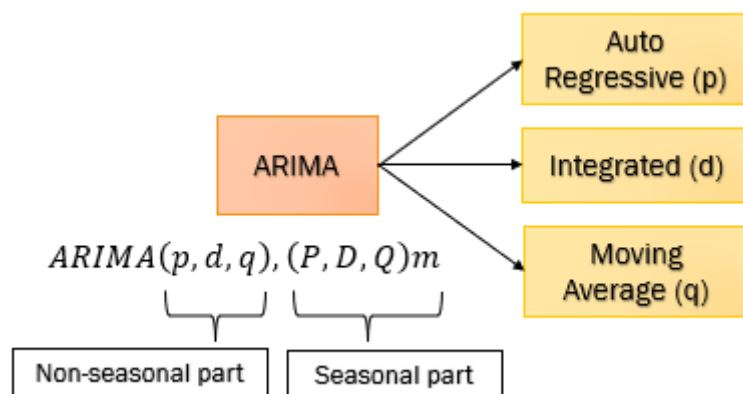 Auto
Regressive (p)
ARIMA
Integrated (d)
Moving
Average (q)
ARIMA(p, d, q), (P, D, Q)m
Non-seasonal part
Seasonal part